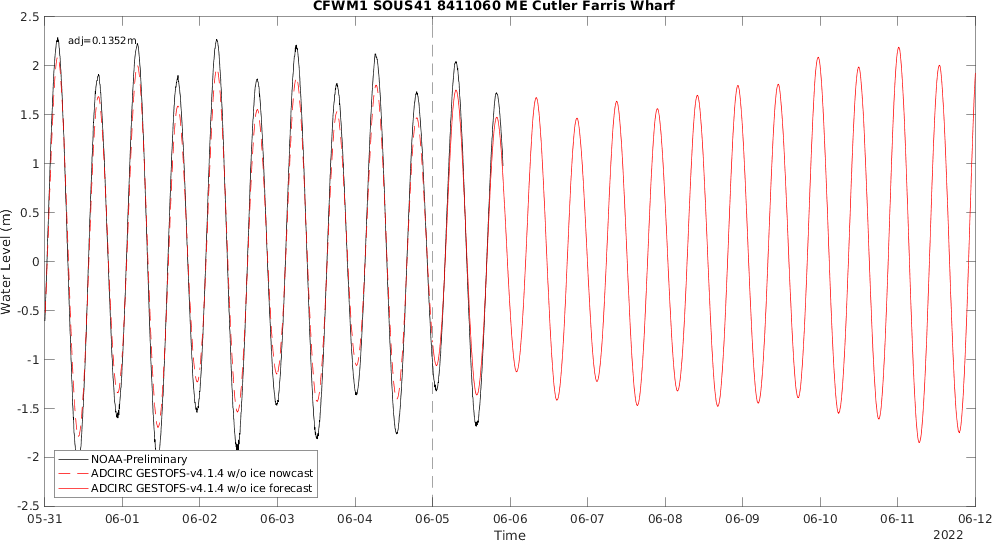 CFWM1 SOUS41 8411060 ME Cutler Farris Wharf
adj=0.1352m
Water Level (m)
2.5
2
1.5
1
0.5
0
-0.5
-1
-1.5
-2
-2.5
NOAA-Preliminary
ADCIRC GESTOFS-v4.1.4 w/o ice nowcast
ADCIRC GESTOFS-v4.1.4 w/o ice forecast
05-31 06-01 06-02 06-03 06-04 06-05 06-06 06-07 06-08 06-09 06-10 06-11 06-12
Time
2022